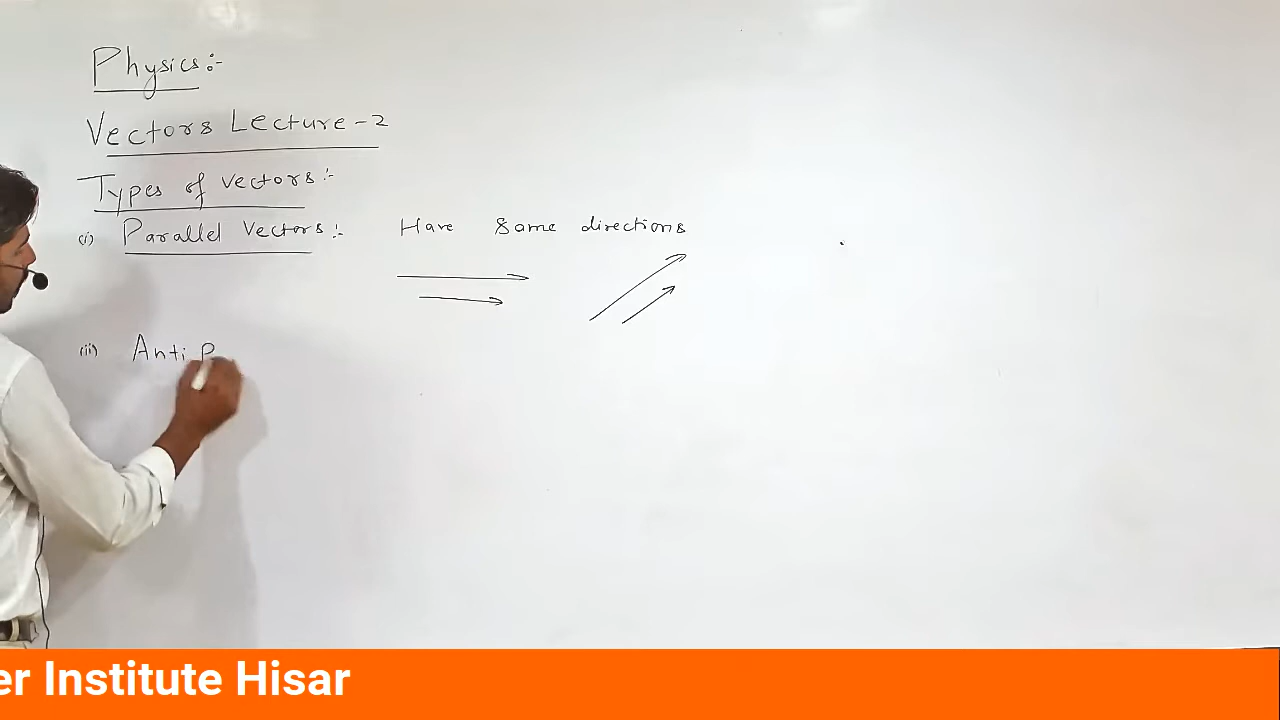 Physics:-
Vectors Lecture-2
Types of vectors:-
(i) Parallel Vectors:- Have Same directions
(ii) Anti P
er Institute Hisar